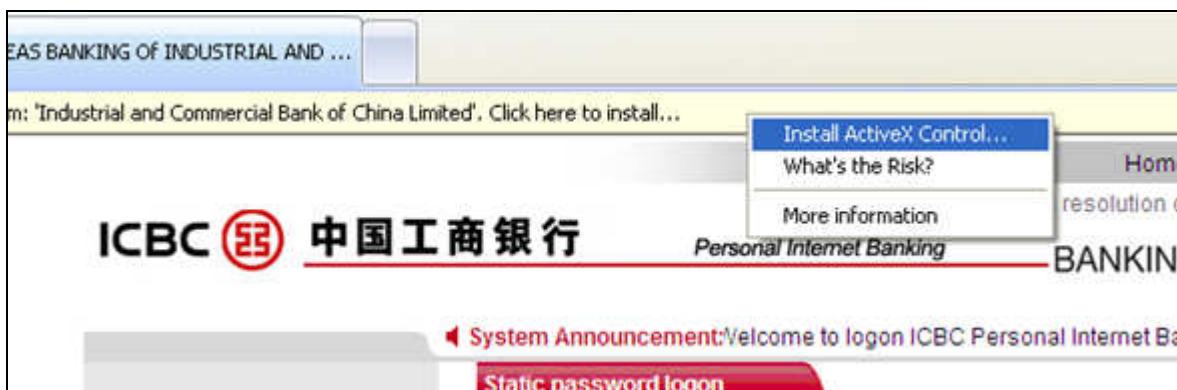 EAS BANKING Of INDUSTRIAL AND ...
m: 'Industrial and Commercial Bank of China Limited'. Click here to install...
Install ActiveX Control...
What's the Risk?
More information
Hom
resolution
ICBC 中国工商银行
Personal Internet Banking
BANKIN
System Announcement:Welcome to logon ICBC Personal Internet Ba
Static password logon